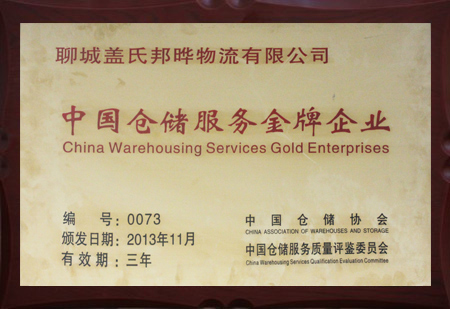 聊城盖氏邦晔物流有限公司
中国仓储服务金牌企业
China Warehousing Services Gold Enterprises
编 号：0073
颁发日期：2013年11月
有效期：三年
中国仓储协会
CHINA ASSOCIATION OF WAREHOUSES AND STORAGE
中国仓储服务质量评鉴委员会
China Warehousing Services Qualification Evaluation Committee